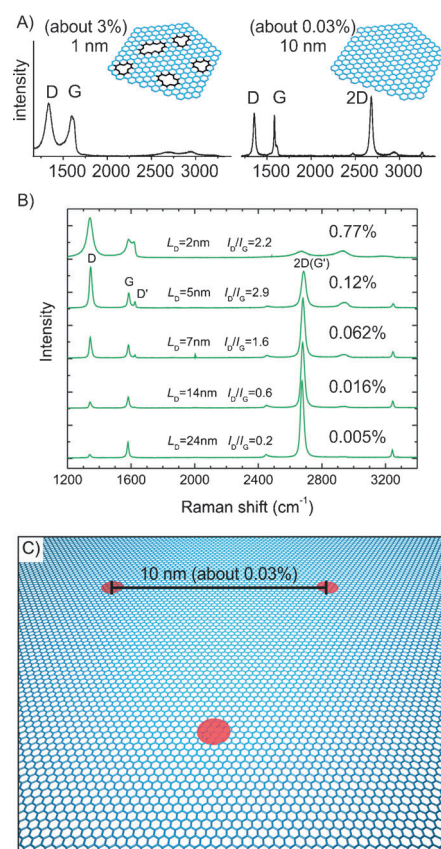 A)
(about 3%)
1 nm
(about 0.03%)
10 nm
intensity
D
G
D
G
2D
1500 2000 2500 3000
1500 2000 2500 3000
B)
Intensity
D
G
D'
2D(G')
L_D=2nm I_D/I_G=2.2
0.77%
L_D=5nm I_D/I_G=2.9
0.12%
L_D=7nm I_D/I_G=1.6
0.062%
L_D=14nm I_D/I_G=0.6
0.016%
L_D=24nm I_D/I_G=0.2
0.005%
1200 1600 2000 2400 2800 3200
Raman shift (cm⁻¹)
C)
10 nm (about 0.03%)